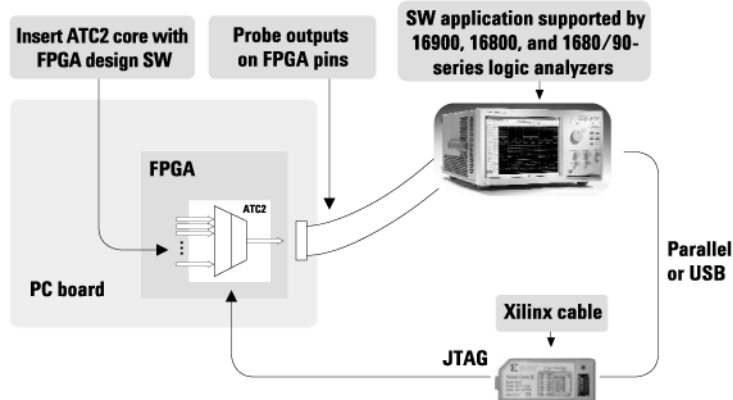 Insert ATC2 core with
FPGA design SW
Probe outputs
on FPGA pins
SW application supported by
16900, 16800, and 1680/90-
series logic analyzers
FPGA
ATC2
PC board
Parallel
or USB
Xilinx cable
JTAG